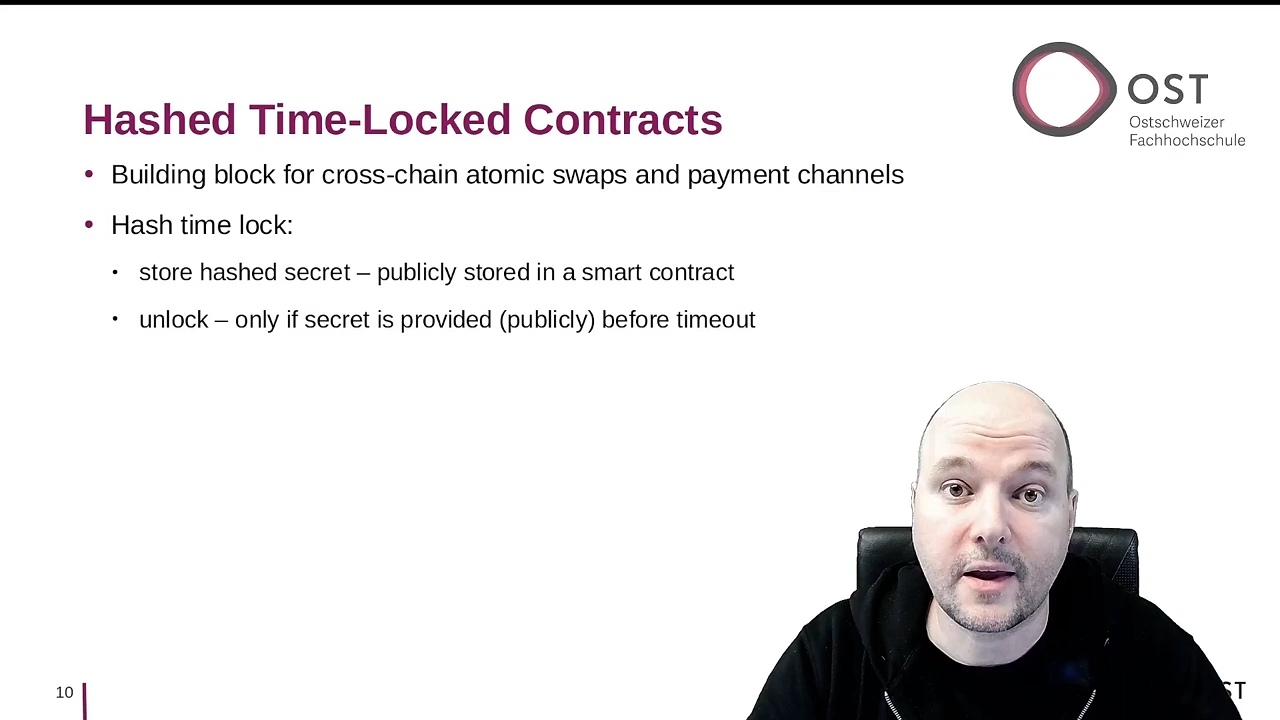 OST
Ostschweizer
Fachhochschule
Hashed Time-Locked Contracts
• Building block for cross-chain atomic swaps and payment channels
• Hash time lock:
• store hashed secret – publicly stored in a smart contract
• unlock – only if secret is provided (publicly) before timeout
10
ST